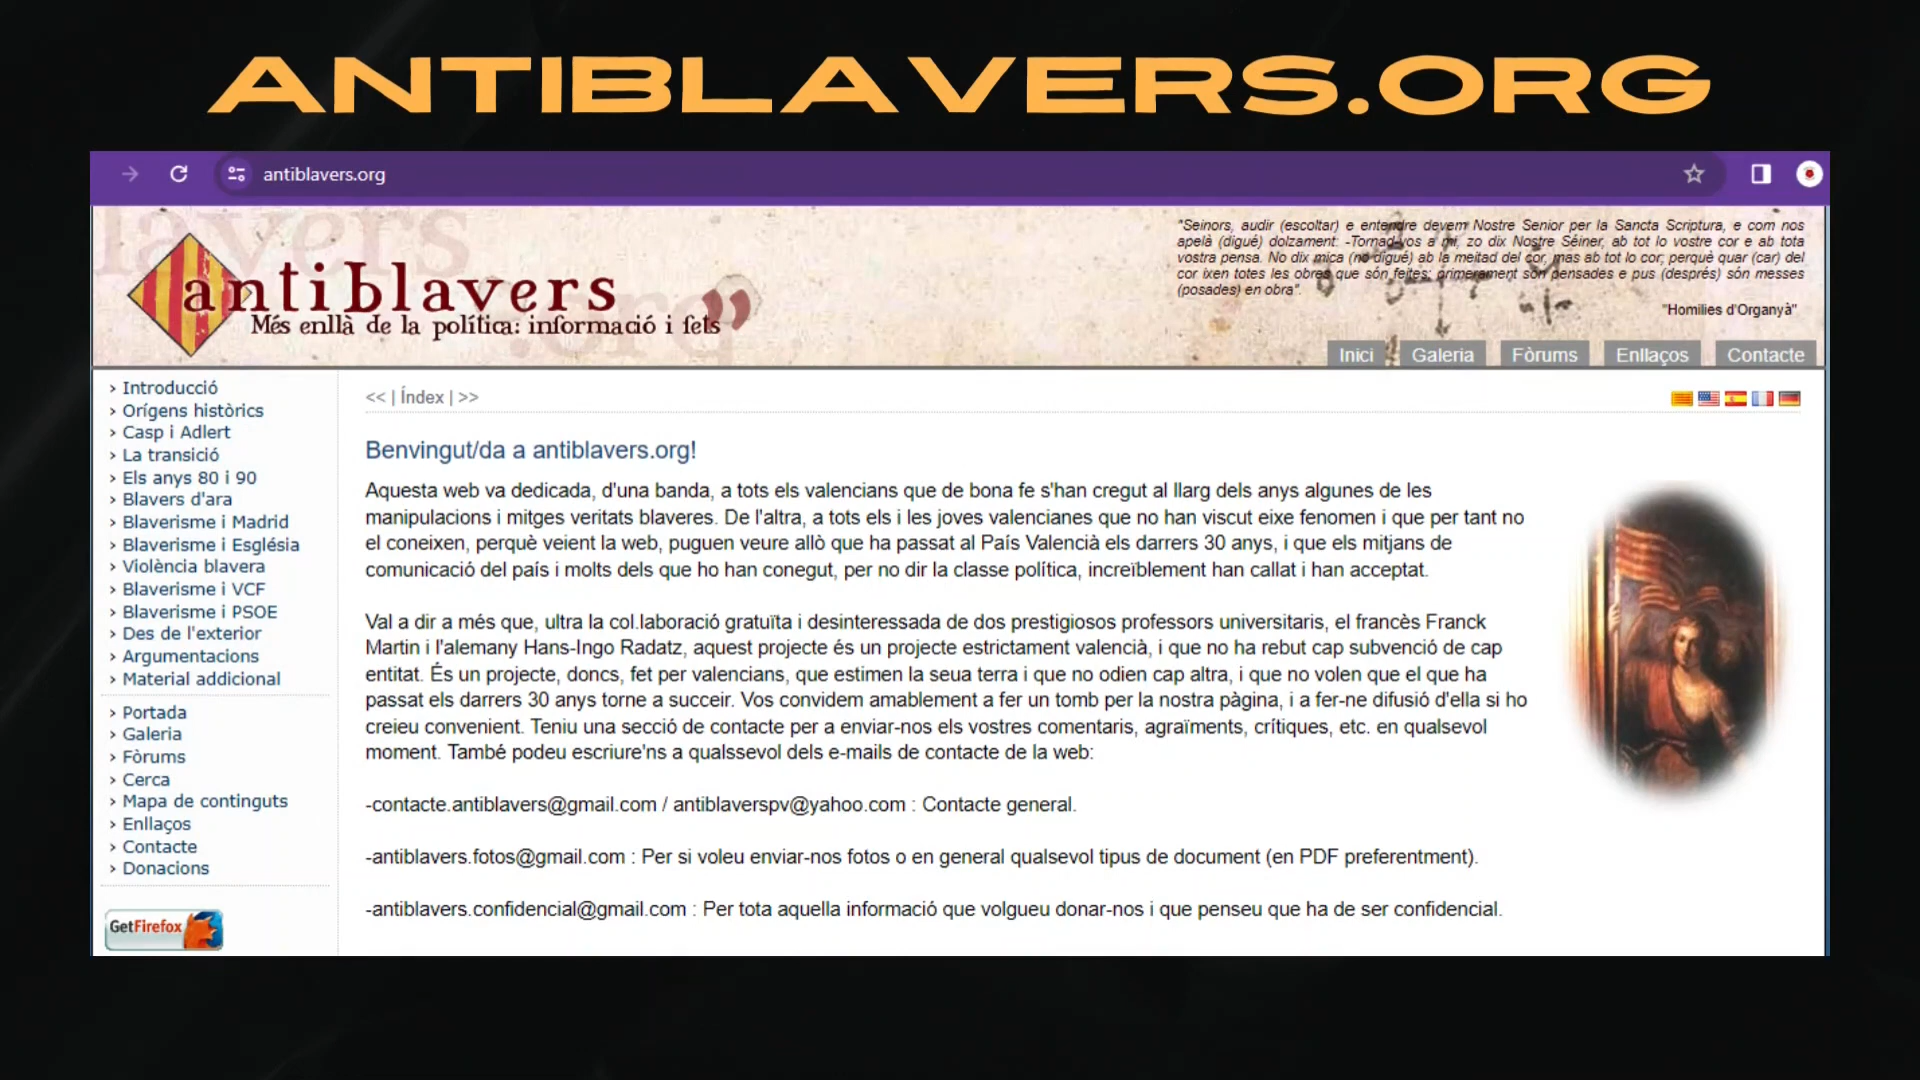 ANTIBLAVERS.ORG
antiblavers.org
antiblavers
Més enllà de la política: informació i fets
"Seinors, audir (escoltar) e entendre devem Nostre Senior per la Sancta Scriptura, e com nos
apelà (digué) dolzament: -Tornad-vos a mi, zo dix Nostre Séiner, ab tot lo vostre cor e ab tota
vostra pensa. No dix mica (no digué) ab la meitad del cor, mas ab tot lo cor, perquè quar (car) del
cor ixen totes les obres que són feites: primerament són pensades e pus (després) són messes
(posades) en obra".
"Homilies d'Organyà"
Inici
Galeria
Fòrums
Enllaços
Contacte
› Introducció
› Orígens històrics
› Casp i Adlert
› La transició
› Els anys 80 i 90
› Blavers d'ara
› Blaverisme i Madrid
› Blaverisme i Església
› Violència blavera
› Blaverisme i VCF
› Blaverisme i PSOE
› Des de l'exterior
› Argumentacions
› Material addicional
› Portada
› Galeria
› Fòrums
› Cerca
› Mapa de continguts
› Enllaços
› Contacte
› Donacions
GetFirefox
<< | Índex | >>
Benvingut/da a antiblavers.org!
Aquesta web va dedicada, d'una banda, a tots els valencians que de bona fe s'han cregut al llarg dels anys algunes de les
manipulacions i mitges veritats blaveres. De l'altra, a tots els i les joves valencianes que no han viscut eixe fenomen i que per tant no
el coneixen, perquè veient la web, puguen veure allò que ha passat al País Valencià els darrers 30 anys, i que els mitjans de
comunicació del país i molts dels que ho han conegut, per no dir la classe política, increïblement han callat i han acceptat.
Val a dir a més que, ultra la col.laboració gratuïta i desinteressada de dos prestigiosos professors universitaris, el francès Franck
Martin i l'alemany Hans-Ingo Radatz, aquest projecte és un projecte estrictament valencià, i que no ha rebut cap subvenció de cap
entitat. És un projecte, doncs, fet per valencians, que estimen la seua terra i que no odien cap altra, i que no volen que el que ha
passat els darrers 30 anys torne a succeir. Vos convidem amablement a fer un tomb per la nostra pàgina, i a fer-ne difusió d'ella si ho
creieu convenient. Teniu una secció de contacte per a enviar-nos els vostres comentaris, agraïments, crítiques, etc. en qualsevol
moment. També podeu escriure'ns a qualssevol dels e-mails de contacte de la web:
-contacte.antiblavers@gmail.com / antiblaverspv@yahoo.com : Contacte general.
-antiblavers.fotos@gmail.com : Per si voleu enviar-nos fotos o en general qualsevol tipus de document (en PDF preferentment).
-antiblavers.confidencial@gmail.com : Per tota aquella informació que volgueu donar-nos i que penseu que ha de ser confidencial.